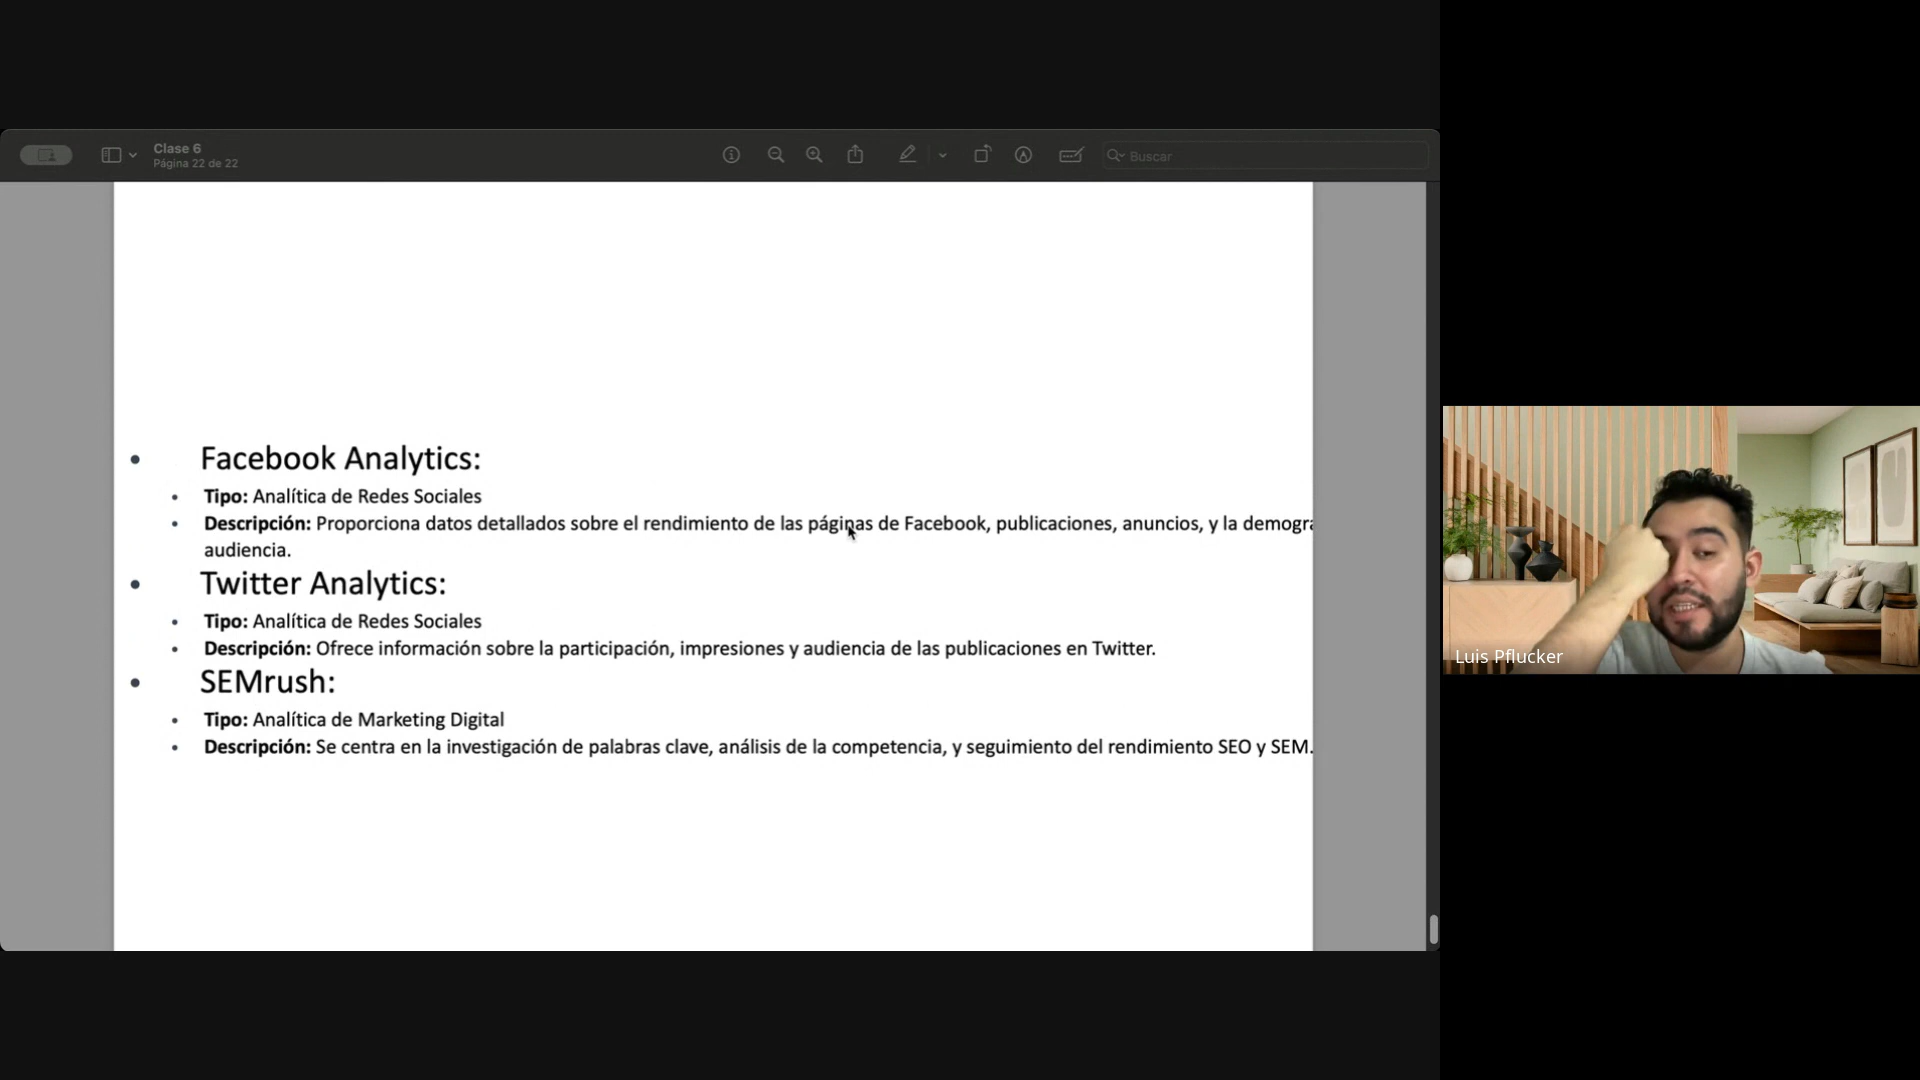 Clase 6
Página 22 de 22
Buscar
• Facebook Analytics:
• Tipo: Analítica de Redes Sociales
• Descripción: Proporciona datos detallados sobre el rendimiento de las páginas de Facebook, publicaciones, anuncios, y la demogra
audiencia.
• Twitter Analytics:
• Tipo: Analítica de Redes Sociales
• Descripción: Ofrece información sobre la participación, impresiones y audiencia de las publicaciones en Twitter.
• SEMrush:
• Tipo: Analítica de Marketing Digital
• Descripción: Se centra en la investigación de palabras clave, análisis de la competencia, y seguimiento del rendimiento SEO y SEM.
Luis Pflucker